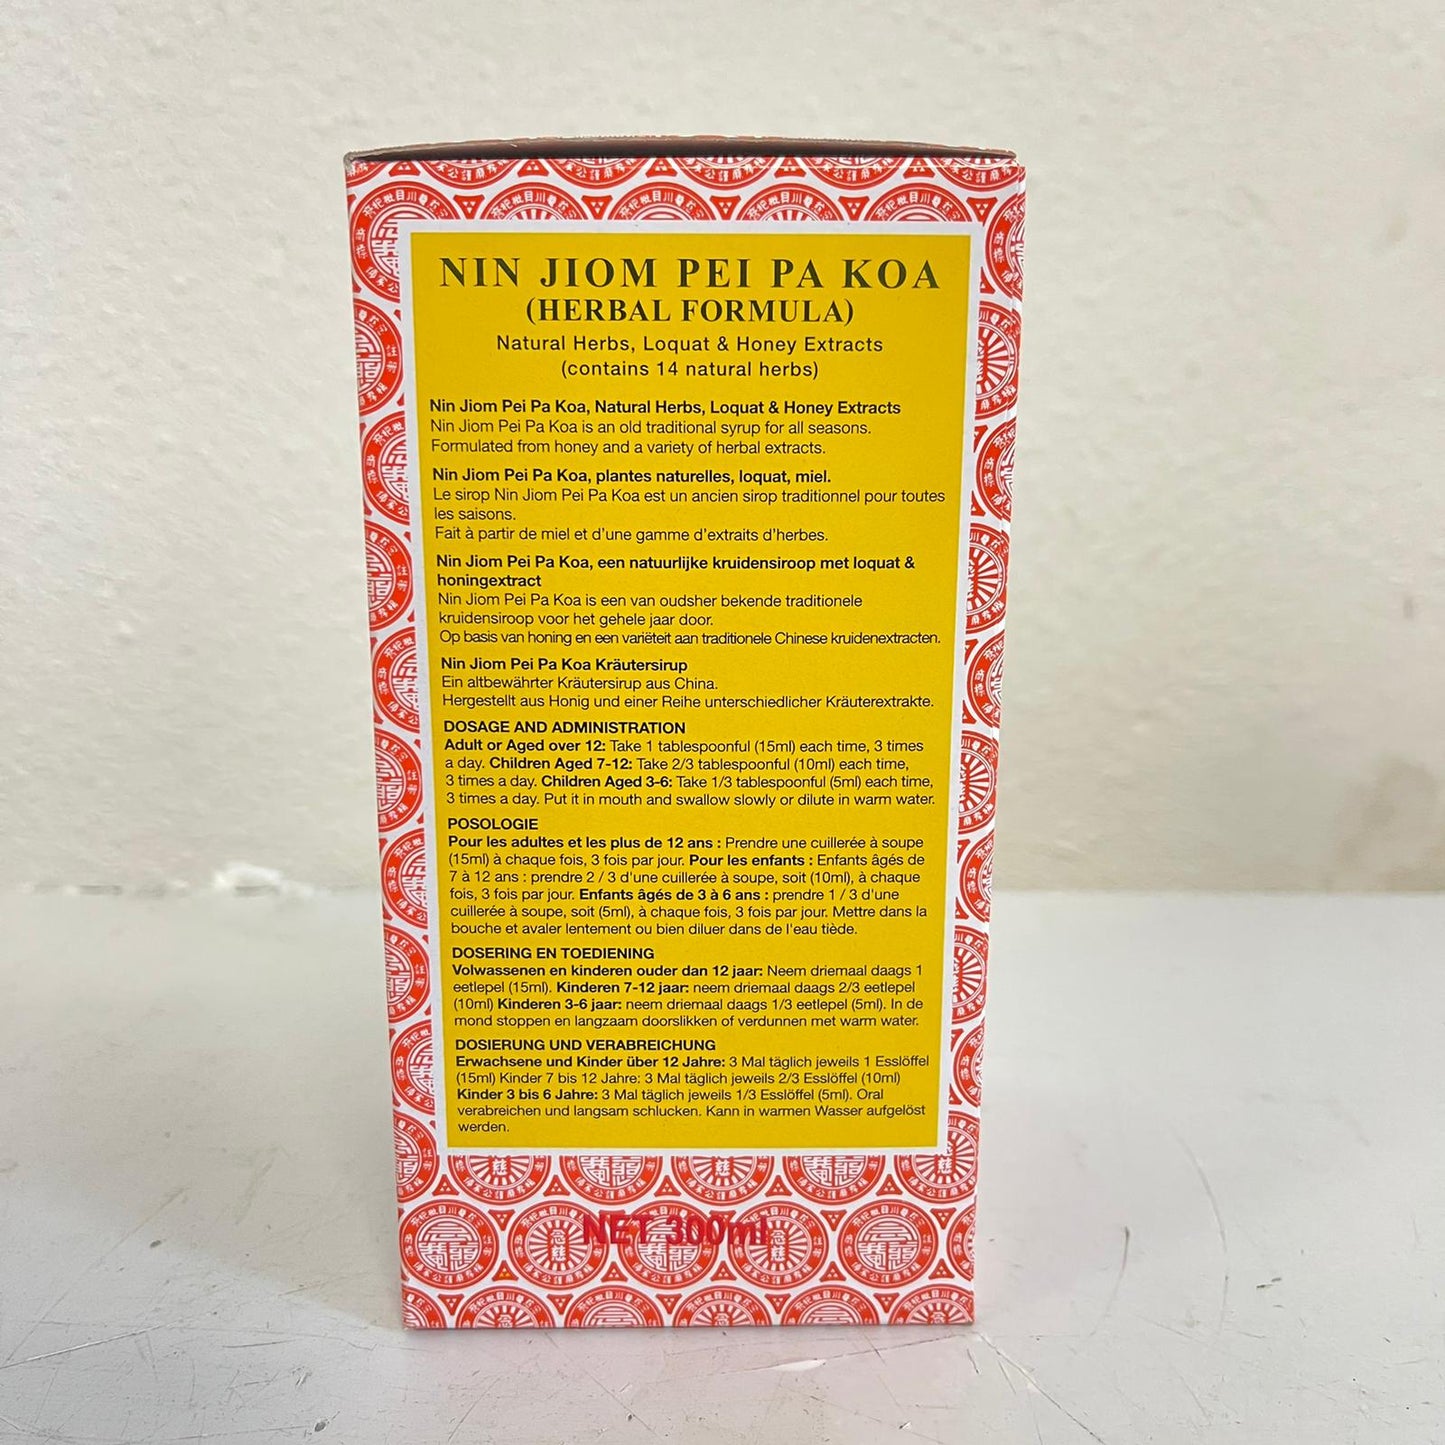 NIN JIOM PEI PA KOA
(HERBAL FORMULA)
Natural Herbs, Loquat & Honey Extracts
(contains 14 natural herbs)
Nin Jiom Pei Pa Koa, Natural Herbs, Loquat & Honey Extracts
Nin Jiom Pei Pa Koa is an old traditional syrup for all seasons.
Formulated from honey and a variety of herbal extracts.
Nin Jiom Pei Pa Koa, plantes naturelles, loquat, miel.
Le sirop Nin Jiom Pei Pa Koa est un ancien sirop traditionnel pour toutes
les saisons.
Fait à partir de miel et d'une gamme d'extraits d'herbes.
Nin Jiom Pei Pa Koa, een natuurlijke kruidensiroop met loquat &
honingextract
Nin Jiom Pei Pa Koa is een van oudsher bekende traditionele
kruidensiroop voor het gehele jaar door.
Op basis van honing en een variëteit aan traditionele Chinese kruidenextracten.
Nin Jiom Pei Pa Koa Kräutersirup
Ein altbewährter Kräutersirup aus China.
Hergestellt aus Honig und einer Reihe unterschiedlicher Kräuterextrakte.
DOSAGE AND ADMINISTRATION
Adult or Aged over 12: Take 1 tablespoonful (15ml) each time, 3 times
a day. Children Aged 7-12: Take 2/3 tablespoonful (10ml) each time,
3 times a day. Children Aged 3-6: Take 1/3 tablespoonful (5ml) each time,
3 times a day. Put it in mouth and swallow slowly or dilute in warm water.
POSOLOGIE
Pour les adultes et les plus de 12 ans : Prendre une cuillerée à soupe
(15ml) à chaque fois, 3 fois par jour. Pour les enfants : Enfants âgés de
7 à 12 ans : prendre 2 / 3 d'une cuillerée à soupe, soit (10ml), à chaque
fois, 3 fois par jour. Enfants âgés de 3 à 6 ans : prendre 1 / 3 d'une
cuillerée à soupe, soit (5ml), à chaque fois, 3 fois par jour. Mettre dans la
bouche et avaler lentement ou bien diluer dans de l'eau tiède.
DOSERING EN TOEDIENING
Volwassenen en kinderen ouder dan 12 jaar: Neem driemaal daags 1
eetlepel (15ml). Kinderen 7-12 jaar: neem driemaal daags 2/3 eetlepel
(10ml) Kinderen 3-6 jaar: neem driemaal daags 1/3 eetlepel (5ml). In de
mond stoppen en langzaam doorslikken of verdunnen met warm water.
DOSIERUNG UND VERABREICHUNG
Erwachsene und Kinder über 12 Jahre: 3 Mal täglich jeweils 1 Esslöffel
(15ml) Kinder 7 bis 12 Jahre: 3 Mal täglich jeweils 2/3 Esslöffel (10ml)
Kinder 3 bis 6 Jahre: 3 Mal täglich jeweils 1/3 Esslöffel (5ml). Oral
verabreichen und langsam schlucken. Kann in warmen Wasser aufgelöst
werden.
NET 300ml